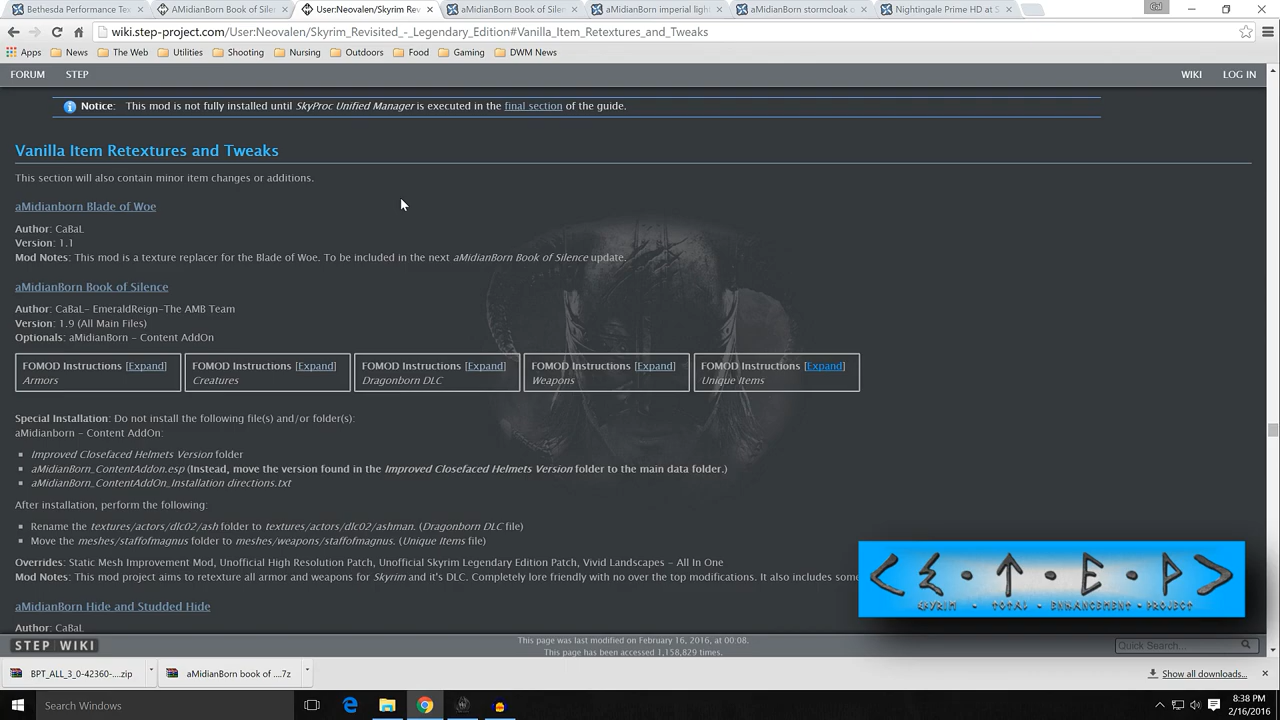 Bethesda Performance Te
AMidianBorn Book of Sil
User:Neovalen/Skyrim Re
aMidianBorn Book of Sile
aMidianBorn imperial ligh
aMidianBorn stormcloak o
Nightingale Prime HD at S
Gal
wiki.step-project.com/User:Neovalen/Skyrim_Revisited_-_Legendary_Edition#Vanilla_Item_Retextures_and_Tweaks
Apps News The Web Utilities Shooting Nursing Outdoors Food Gaming DWM News
FORUM STEP WIKI LOG IN
Notice: This mod is not fully installed until SkyProc Unified Manager is executed in the final section of the guide.
Vanilla Item Retextures and Tweaks
This section will also contain minor item changes or additions.
aMidianborn Blade of Woe
Author: CaBaL
Version: 1.1
Mod Notes: This mod is a texture replacer for the Blade of Woe. To be included in the next aMidianBorn Book of Silence update.
aMidianBorn Book of Silence
Author: CaBaL- EmeraldReign-The AMB Team
Version: 1.9 (All Main Files)
Optionals: aMidianBorn - Content AddOn
FOMOD Instructions [Expand]
Armors
FOMOD Instructions [Expand]
Creatures
FOMOD Instructions [Expand]
Dragonborn DLC
FOMOD Instructions [Expand]
Weapons
FOMOD Instructions [Expand]
Unique Items
Special Installation: Do not install the following file(s) and/or folder(s):
aMidianborn - Content AddOn:
Improved Closefaced Helmets Version folder
aMidianBorn_ContentAddon.esp (Instead, move the version found in the Improved Closefaced Helmets Version folder to the main data folder.)
aMidianBorn_ContentAddOn_Installation directions.txt
After installation, perform the following:
Rename the textures/actors/dlc02/ash folder to textures/actors/dlc02/ashman. (Dragonborn DLC file)
Move the meshes/staffofmagnus folder to meshes/weapons/staffofmagnus. (Unique Items file)
Overrides: Static Mesh Improvement Mod, Unofficial High Resolution Patch, Unofficial Skyrim Legendary Edition Patch, Vivid Landscapes - All In One
Mod Notes: This mod project aims to retexture all armor and weapons for Skyrim and it's DLC. Completely lore friendly with no over the top modifications. It also includes some
aMidianBorn Hide and Studded Hide
Author: CaBaL
SKYRIM · TOTAL · ENHANCEMENT · PROJECT
STEP WIKI
This page was last modified on February 16, 2016, at 00:08.
This page has been accessed 1,158,829 times.
Quick Search...
BPT_ALL_3_0-42360-....zip
aMidianBorn book of ....7z
Show all downloads...
Search Windows
8:38 PM
2/16/2016